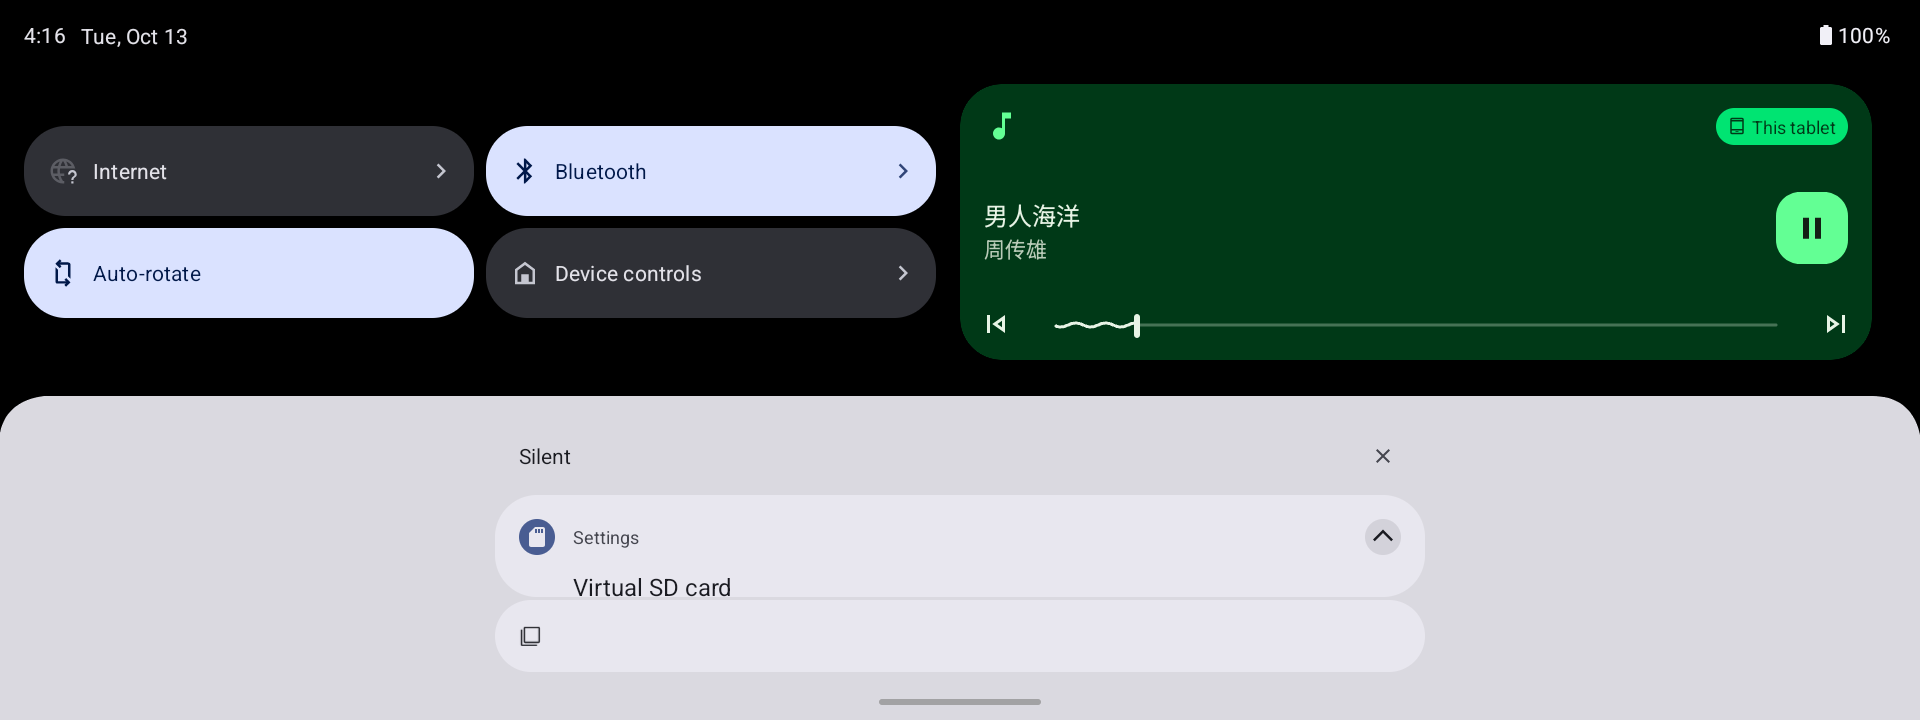 4:16 Tue, Oct 13
100%
Internet
Bluetooth
Auto-rotate
Device controls
This tablet
男人海洋
周传雄
Silent
Settings
Virtual SD card